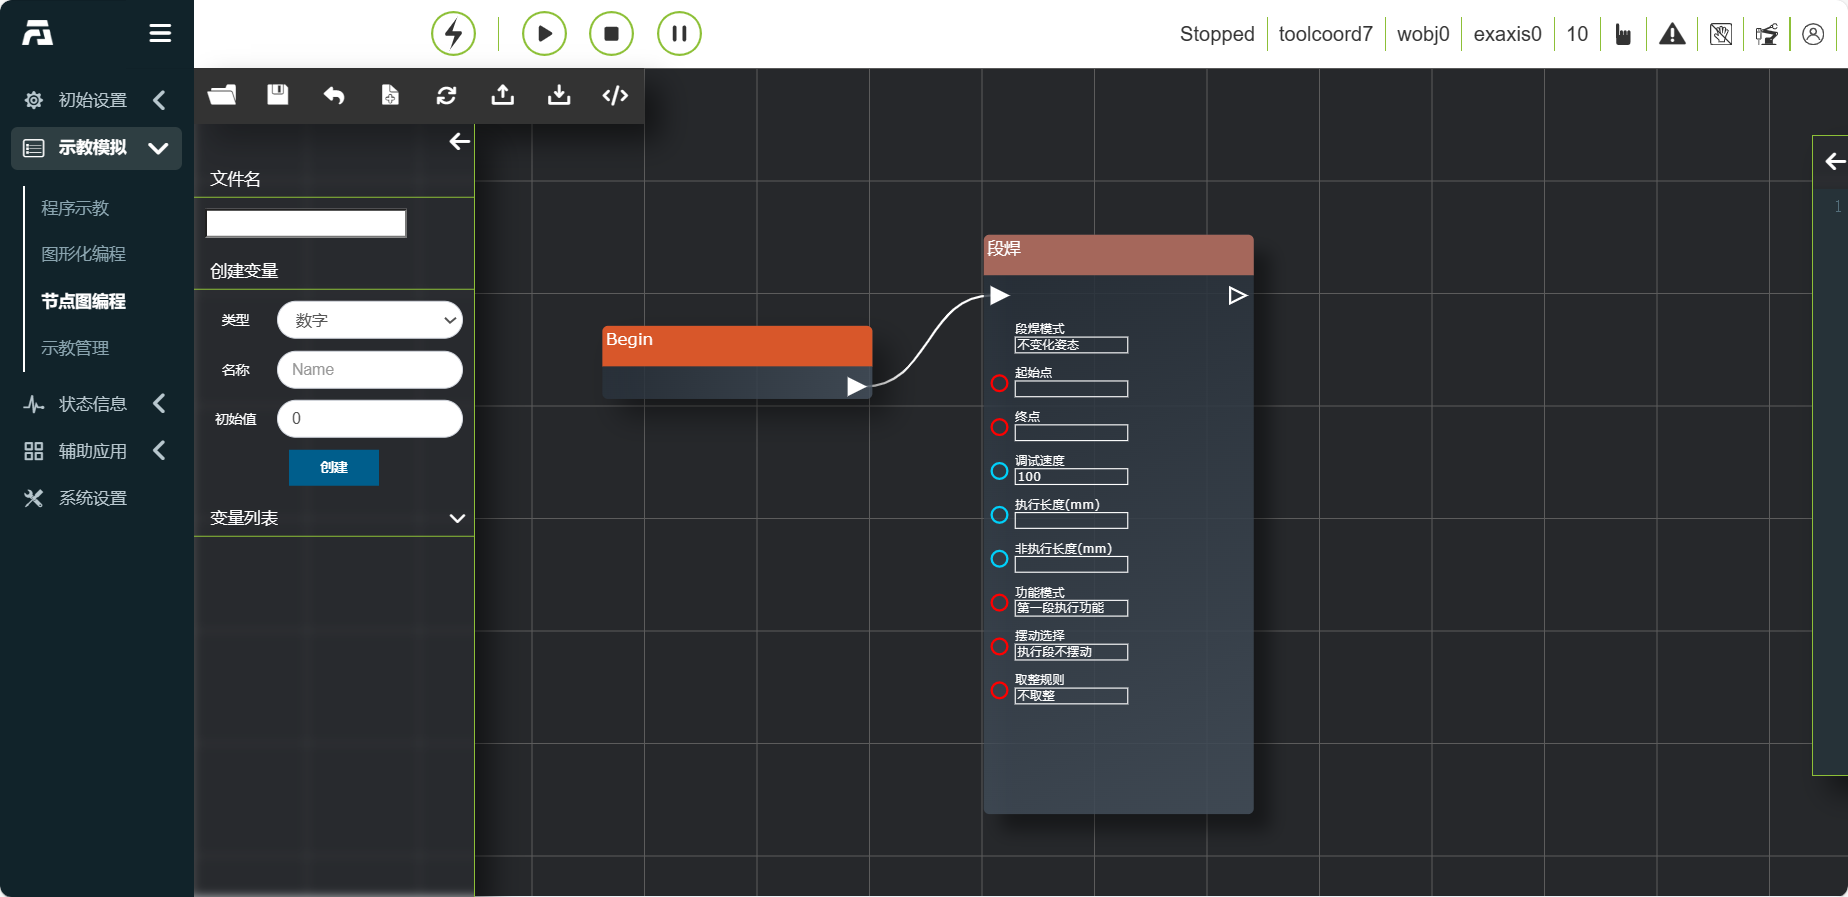 Stopped
toolcoord7
wobj0
exaxis0
10
初始设置
示教模拟
程序示教
图形化编程
节点图编程
示教管理
状态信息
辅助应用
系统设置
文件名
创建变量
类型 数字
名称 Name
初始值 0
创建
变量列表
Begin
段焊
段焊模式
不变化姿态
起始点
终点
调试速度
100
执行长度(mm)
非执行长度(mm)
功能模式
第一段执行功能
摆动选择
执行段不摆动
取整规则
不取整
1